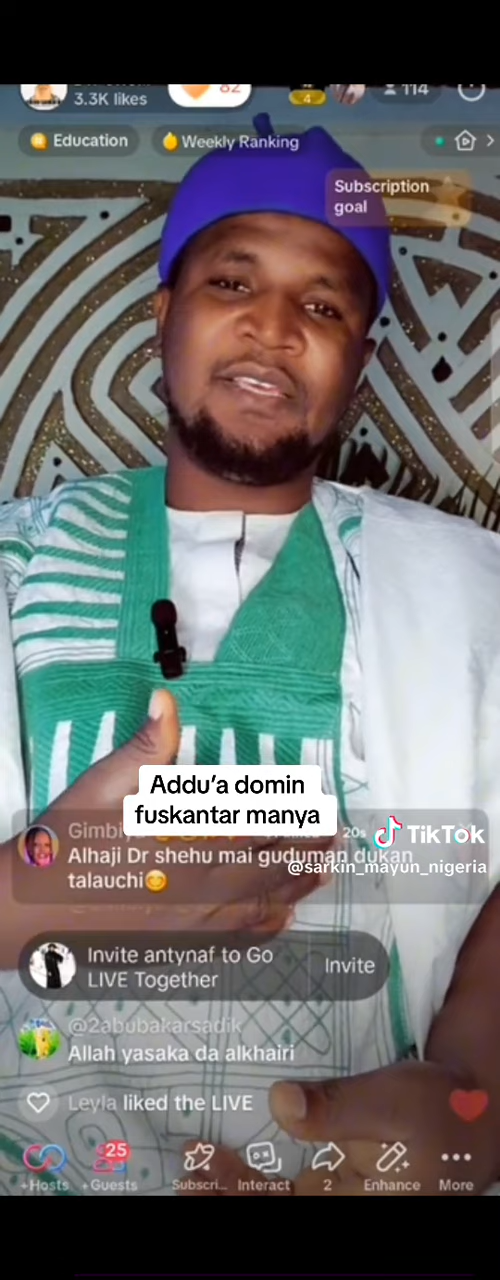 3.3K likes
82
4
114
Education
Weekly Ranking
Subscription
goal
Addu'a domin
fuskantar manya
20s
TikTok
Alhaji Dr shehu mai guduman dukan
talauchi😊
@sarkin_mayun_nigeria
Invite antynaf to Go
LIVE Together
Invite
@2abubakarsadik
Allah yasaka da alkhairi
Leyla liked the LIVE
25
+Hosts
+Guests
Subscri...
Interact
2
Enhance
More